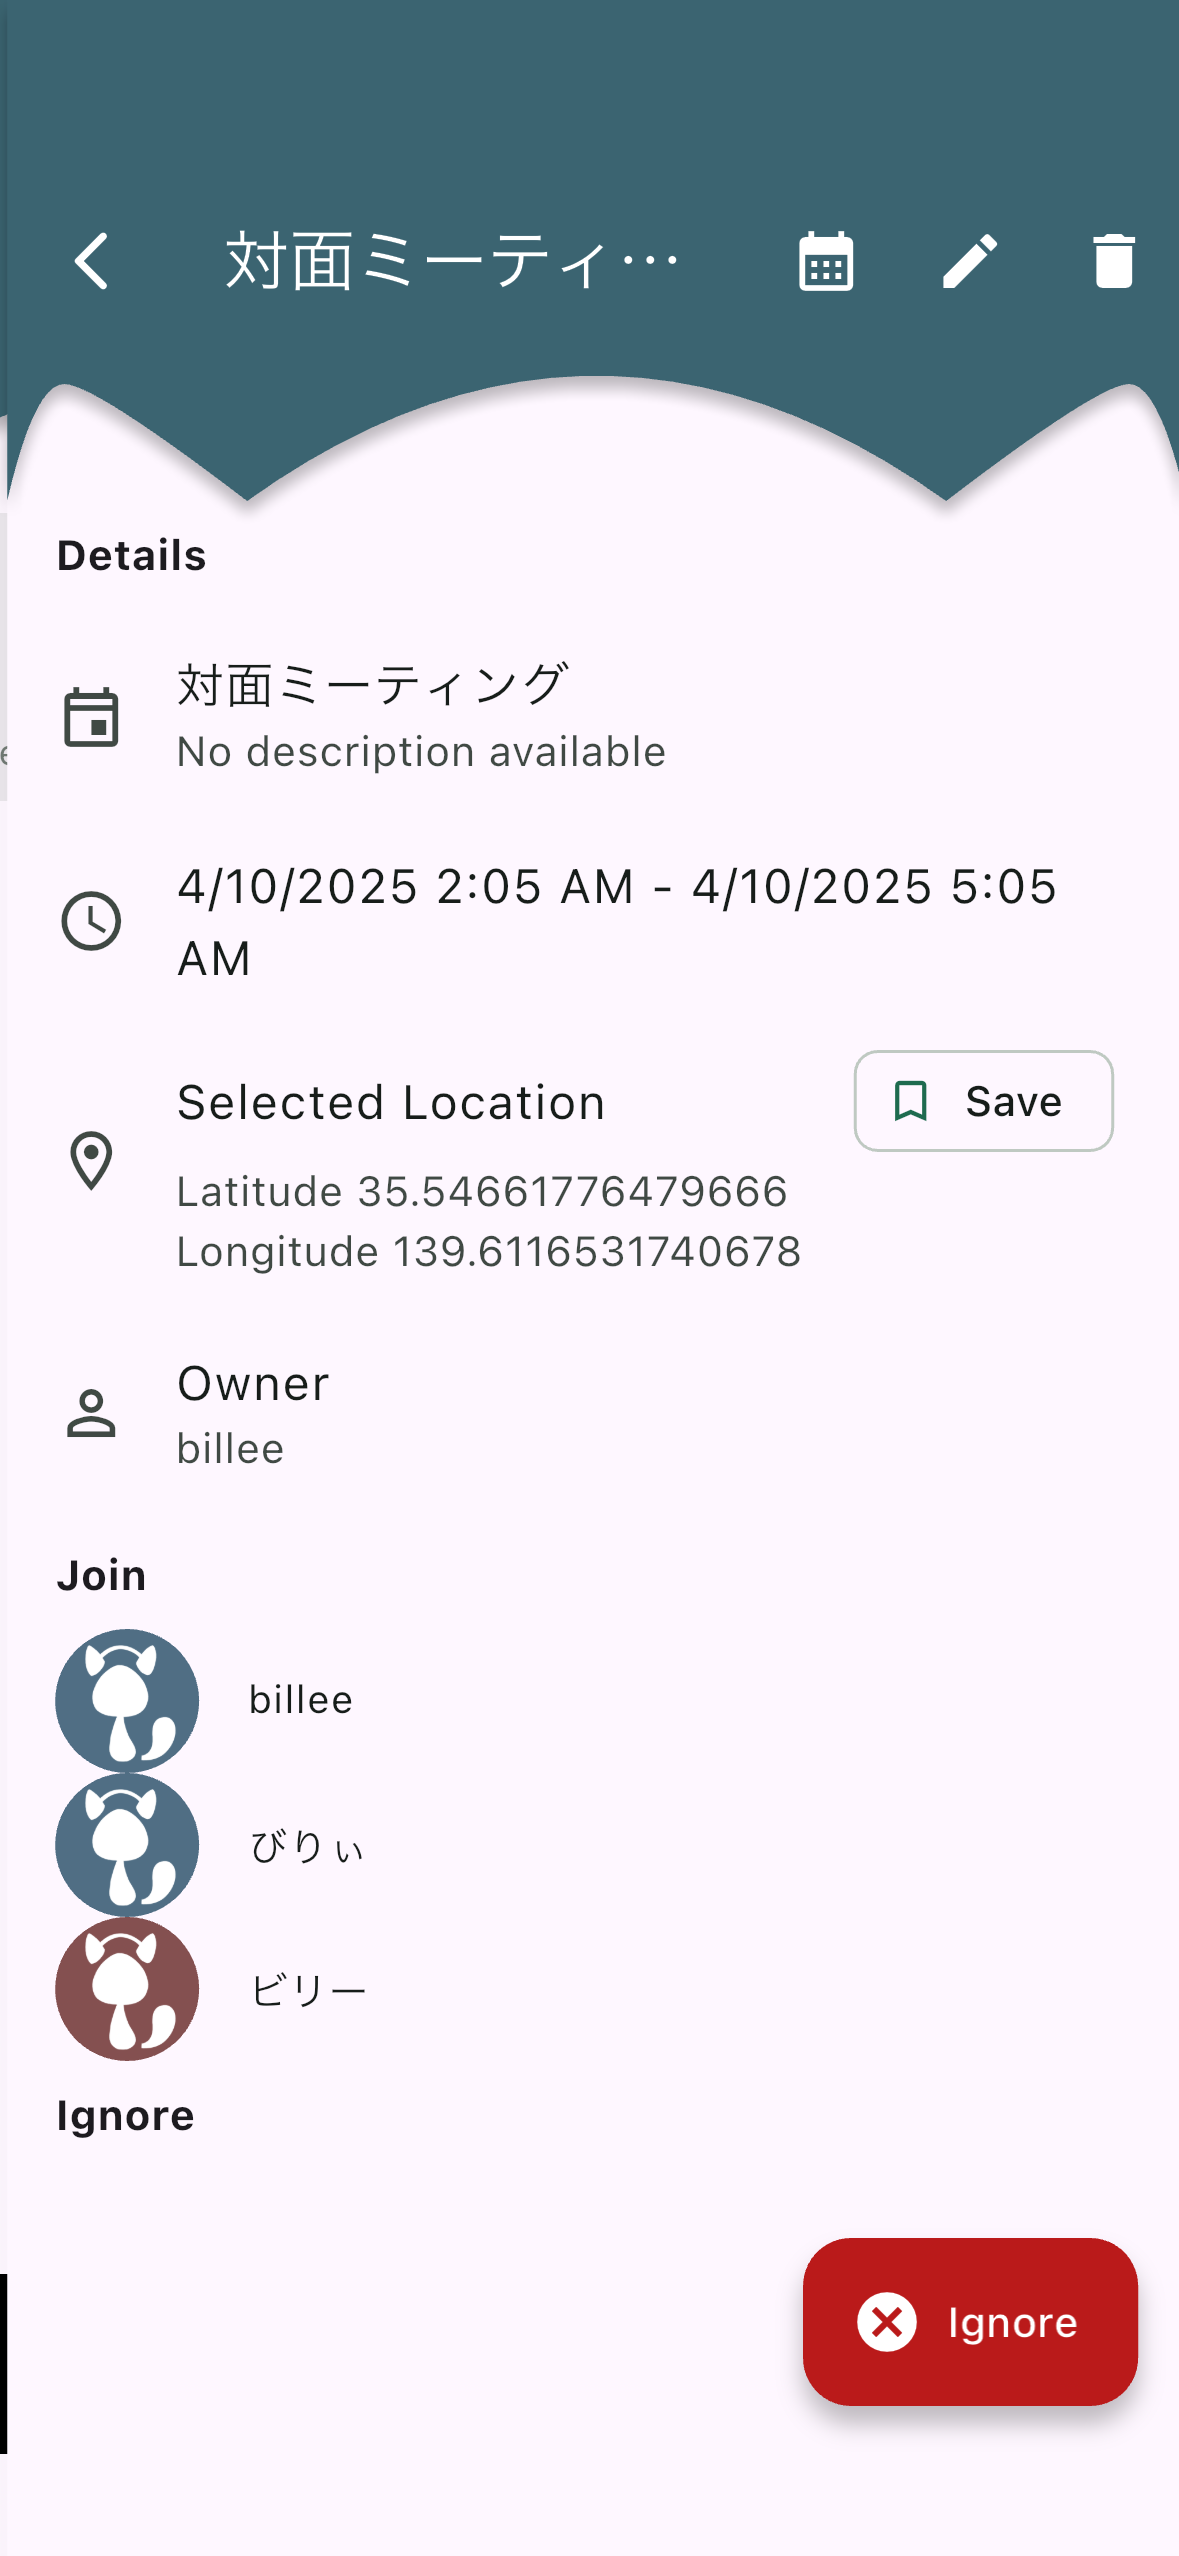 対面ミーティ…
Details
対面ミーティング
No description available
4/10/2025 2:05 AM - 4/10/2025 5:05
AM
Selected Location
Save
Latitude 35.54661776479666
Longitude 139.6116531740678
Owner
billee
Join
billee
びりぃ
ビリー
Ignore
Ignore